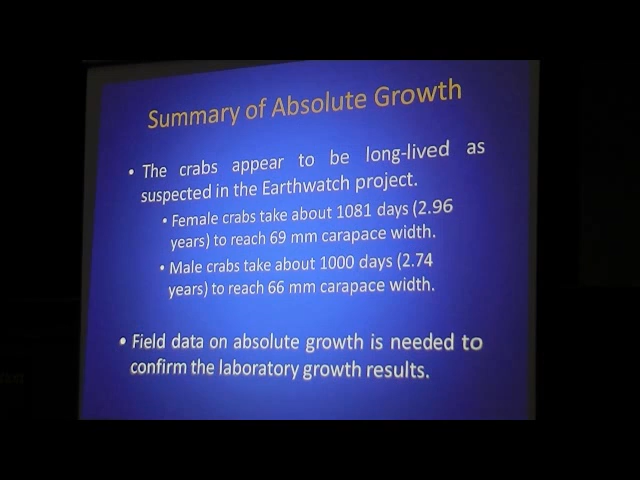 Summary of Absolute Growth
• The crabs appear to be long-lived as
suspected in the Earthwatch project.
• Female crabs take about 1081 days (2.96
years) to reach 69 mm carapace width.
• Male crabs take about 1000 days (2.74
years) to reach 66 mm carapace width.
• Field data on absolute growth is needed to
confirm the laboratory growth results.